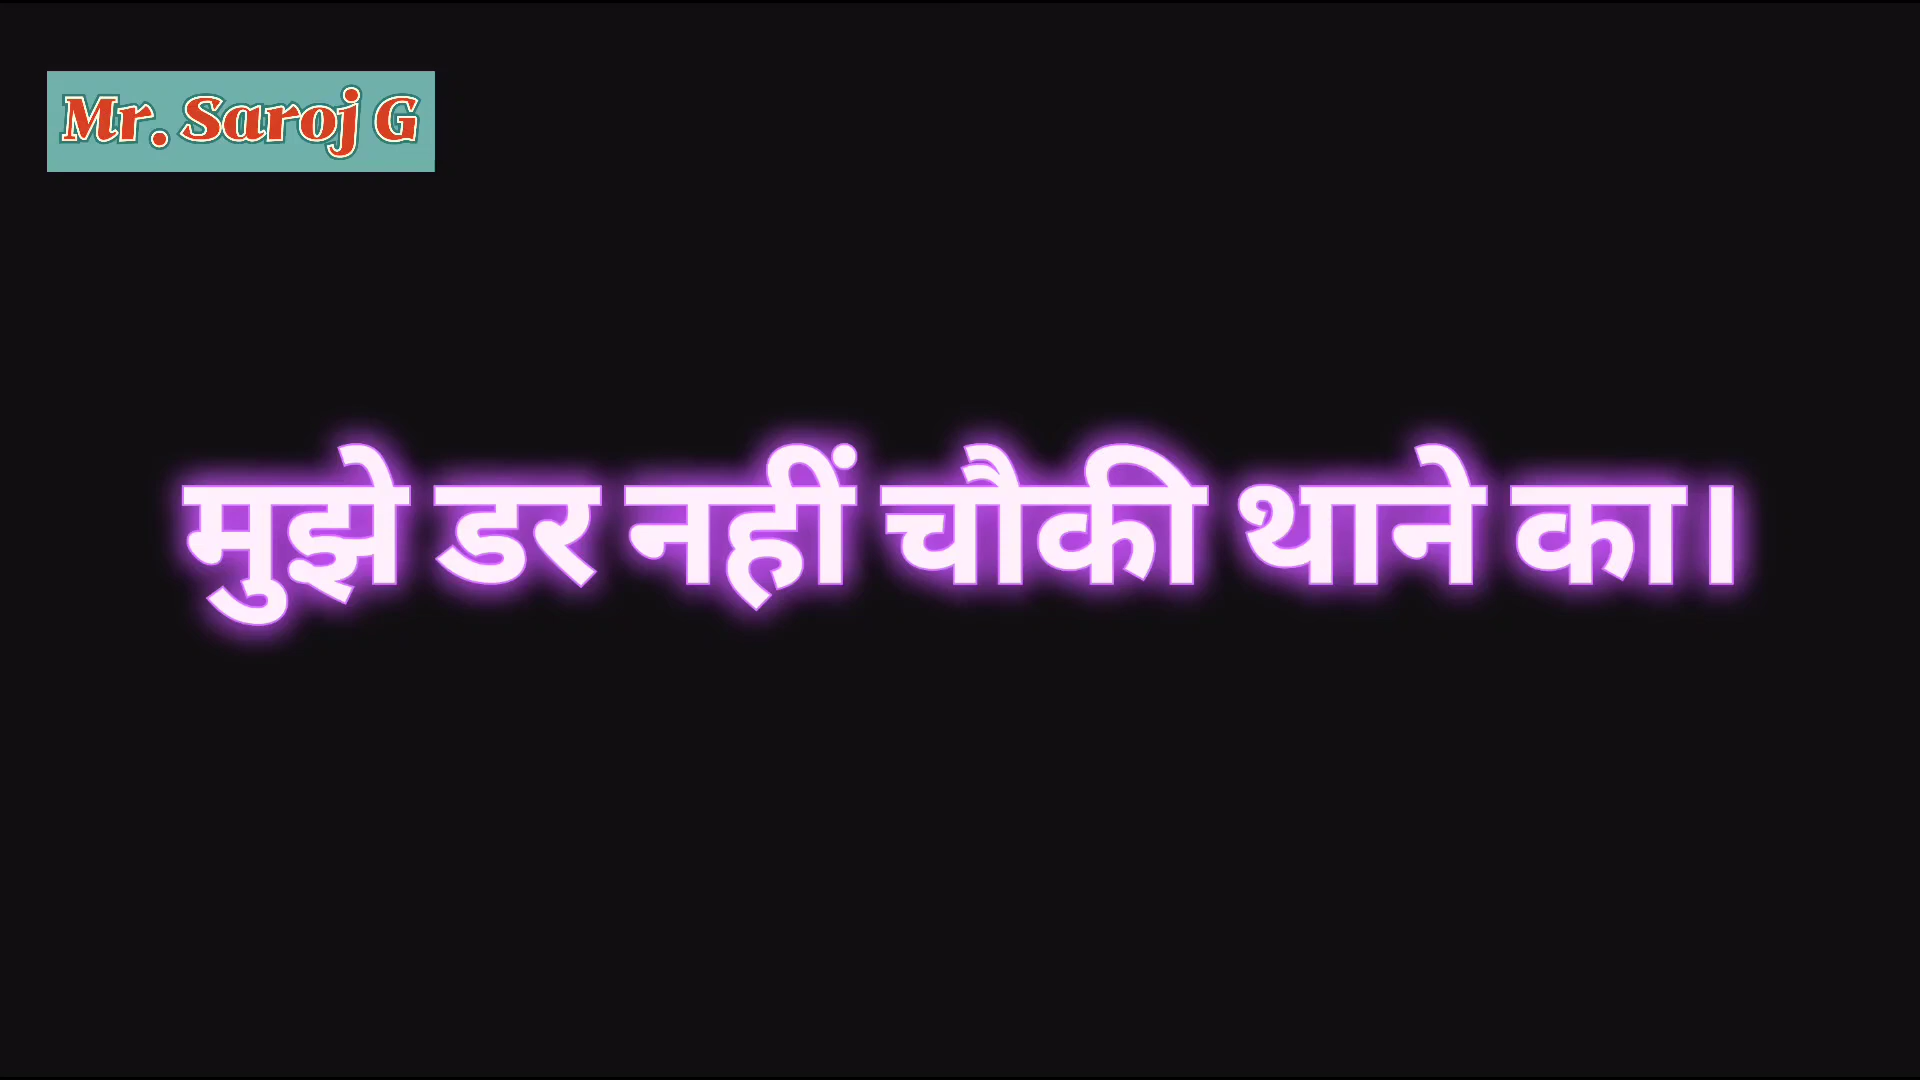 Mr. Saroj G
मुझे डर नहीं चौकी थाने का।